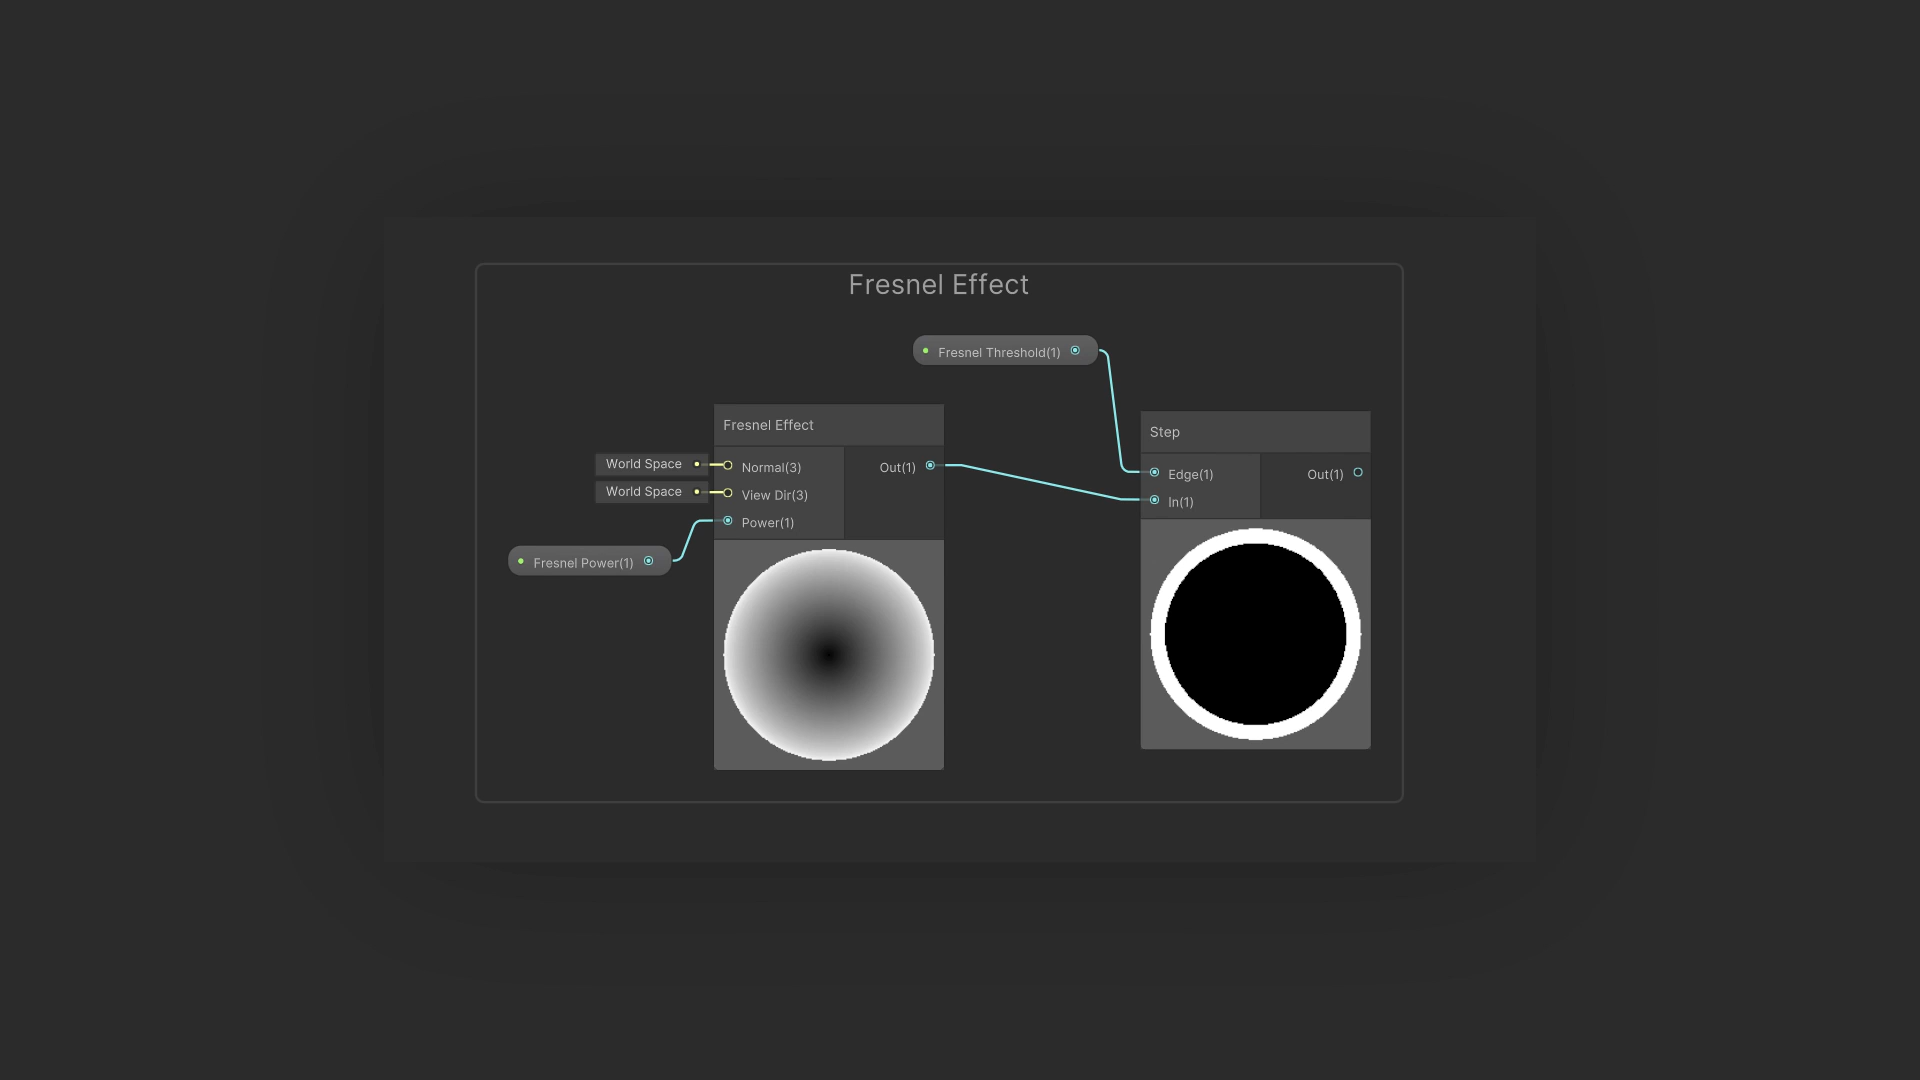 Fresnel Effect
Fresnel Threshold(1)
Fresnel Effect
World Space
Normal(3)
Out(1)
World Space
View Dir(3)
Power(1)
Fresnel Power(1)
Step
Edge(1)
Out(1)
In(1)